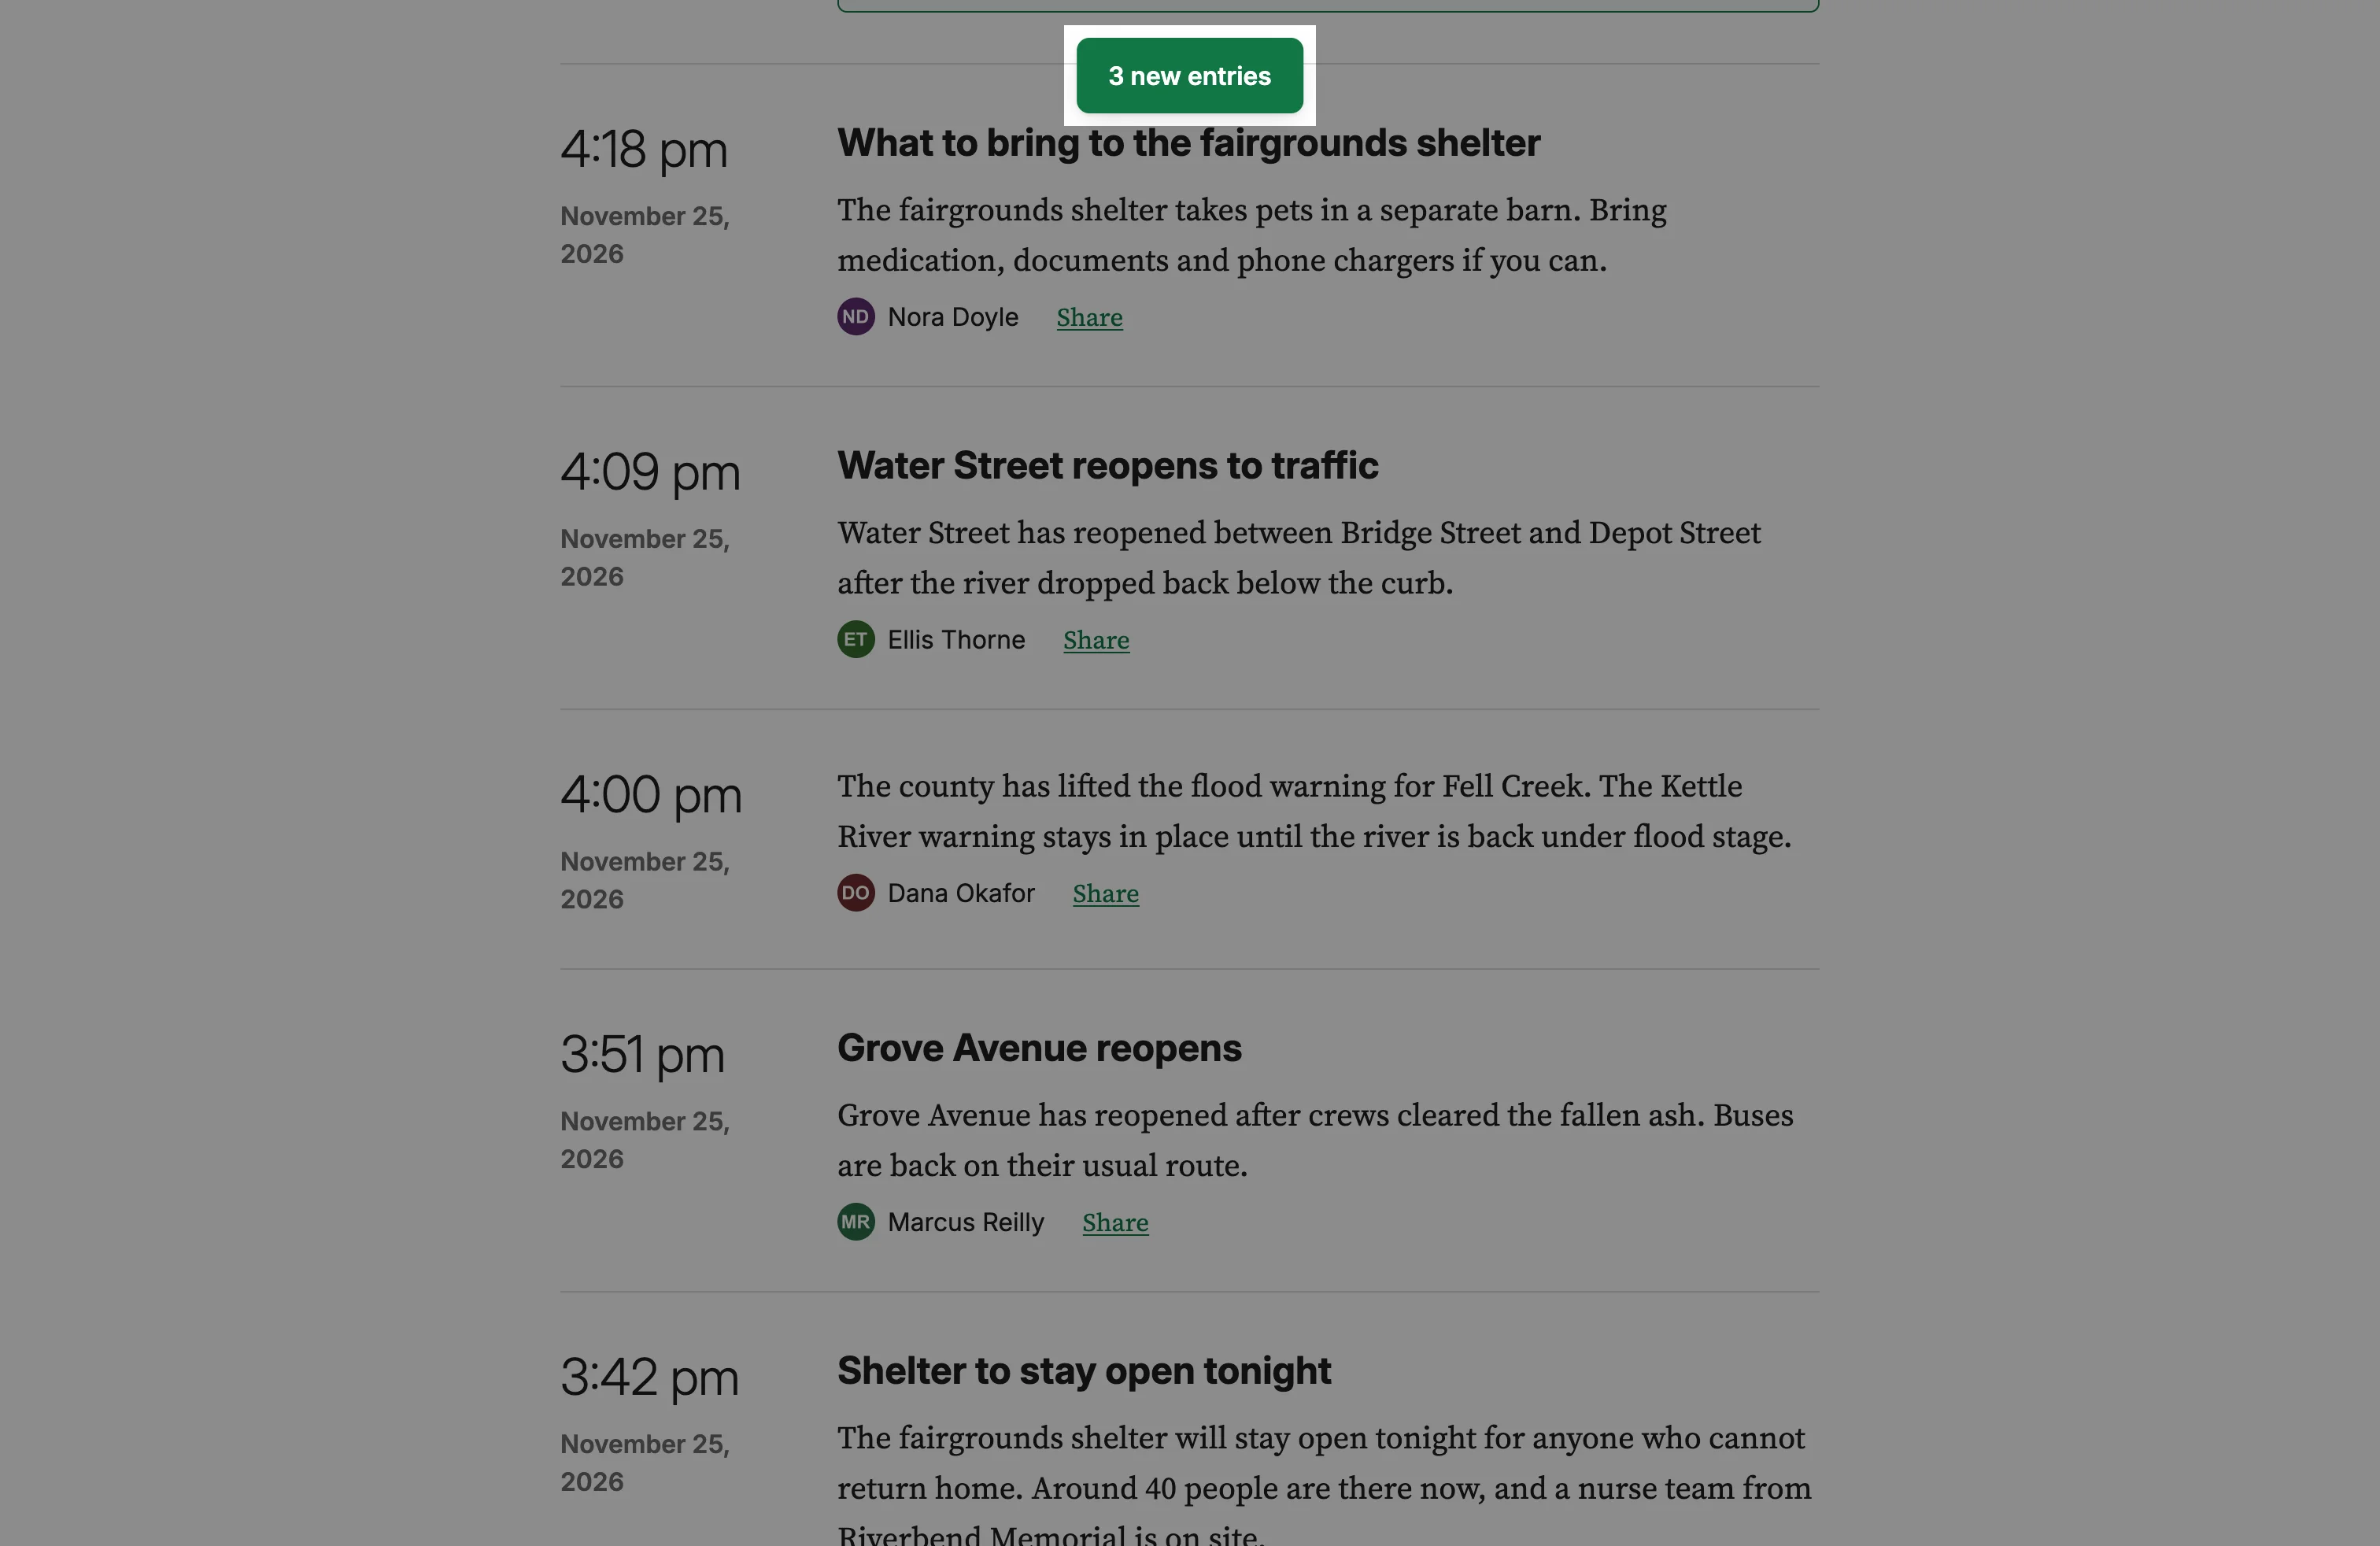 3 new entries
4:18 pm
November 25,
2026
What to bring to the fairgrounds shelter
The fairgrounds shelter takes pets in a separate barn. Bring
medication, documents and phone chargers if you can.
ND Nora Doyle Share
4:09 pm
November 25,
2026
Water Street reopens to traffic
Water Street has reopened between Bridge Street and Depot Street
after the river dropped back below the curb.
ET Ellis Thorne Share
4:00 pm
November 25,
2026
The county has lifted the flood warning for Fell Creek. The Kettle
River warning stays in place until the river is back under flood stage.
DO Dana Okafor Share
3:51 pm
November 25,
2026
Grove Avenue reopens
Grove Avenue has reopened after crews cleared the fallen ash. Buses
are back on their usual route.
MR Marcus Reilly Share
3:42 pm
November 25,
2026
Shelter to stay open tonight
The fairgrounds shelter will stay open tonight for anyone who cannot
return home. Around 40 people are there now, and a nurse team from
Riverbend Memorial is on site.